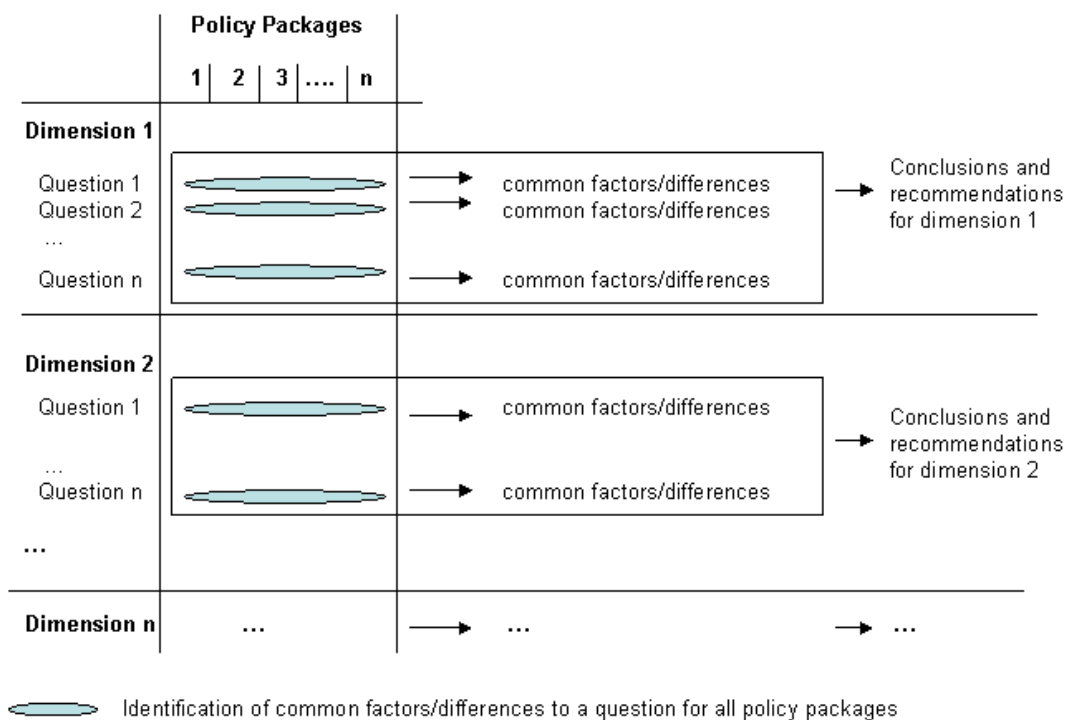 Policy Packages
1 2 3 .... n
Dimension 1
Question 1 common factors/differences
Question 2 common factors/differences
...
Question n common factors/differences
Conclusions and
recommendations
for dimension 1
Dimension 2
Question 1 common factors/differences
...
Question n common factors/differences
Conclusions and
recommendations
for dimension 2
...
Dimension n ... ... ...
Identification of common factors/differences to a question for all policy packages